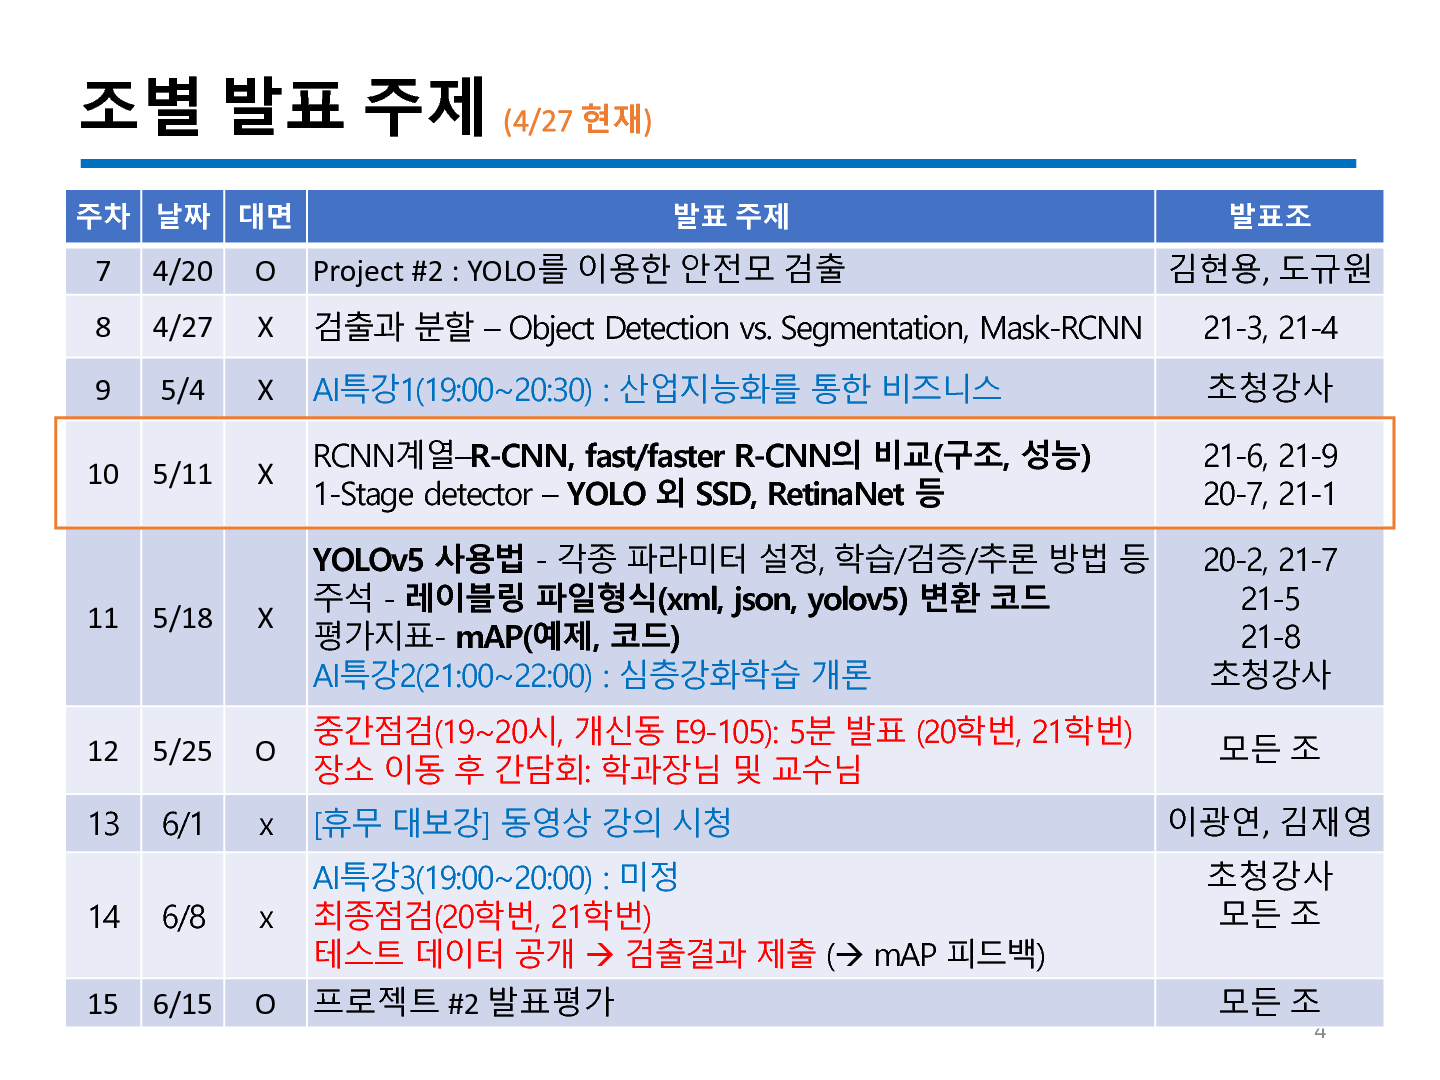 조별 발표 주제 (4/27 현재)
주차 날짜 대면 발표 주제 발표조
7 4/20 O Project #2 : YOLO를 이용한 안전모 검출 김현용, 도규원
8 4/27 X 검출과 분할 – Object Detection vs. Segmentation, Mask-RCNN 21-3, 21-4
9 5/4 X AI특강1(19:00~20:30) : 산업지능화를 통한 비즈니스 초청강사
10 5/11 X RCNN계열–R-CNN, fast/faster R-CNN의 비교(구조, 성능) 21-6, 21-9
1-Stage detector – YOLO 외 SSD, RetinaNet 등 20-7, 21-1
11 5/18 X YOLOv5 사용법 - 각종 파라미터 설정, 학습/검증/추론 방법 등 20-2, 21-7
주석 - 레이블링 파일형식(xml, json, yolov5) 변환 코드 21-5
평가지표- mAP(예제, 코드) 21-8
AI특강2(21:00~22:00) : 심층강화학습 개론 초청강사
12 5/25 O 중간점검(19~20시, 개신동 E9-105): 5분 발표 (20학번, 21학번) 모든 조
장소 이동 후 간담회: 학과장님 및 교수님
13 6/1 x [휴무 대보강] 동영상 강의 시청 이광연, 김재영
14 6/8 x AI특강3(19:00~20:00) : 미정 초청강사
최종점검(20학번, 21학번) 모든 조
테스트 데이터 공개 → 검출결과 제출 (→ mAP 피드백)
15 6/15 O 프로젝트 #2 발표평가 모든 조
4